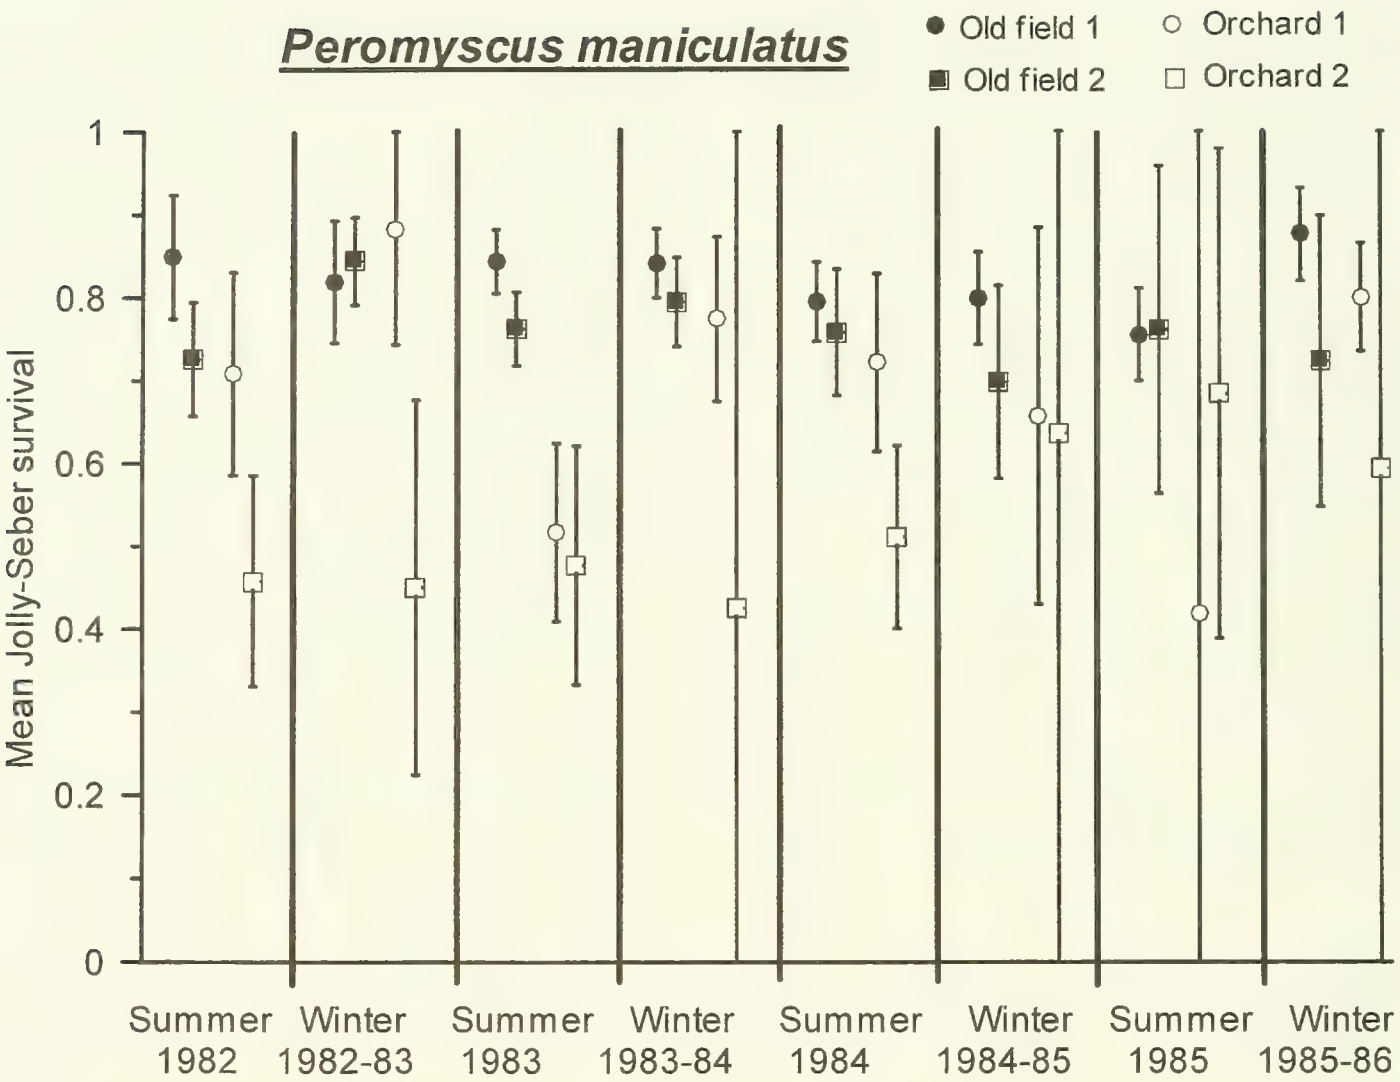 Peromyscus maniculatus
Old field 1
Orchard 1
Old field 2
Orchard 2
Mean Jolly-Seber survival
1
0.8
0.6
0.4
0.2
0
Summer Winter Summer Winter Summer Winter Summer Winter
1982 1982-83 1983 1983-84 1984 1984-85 1985 1985-86